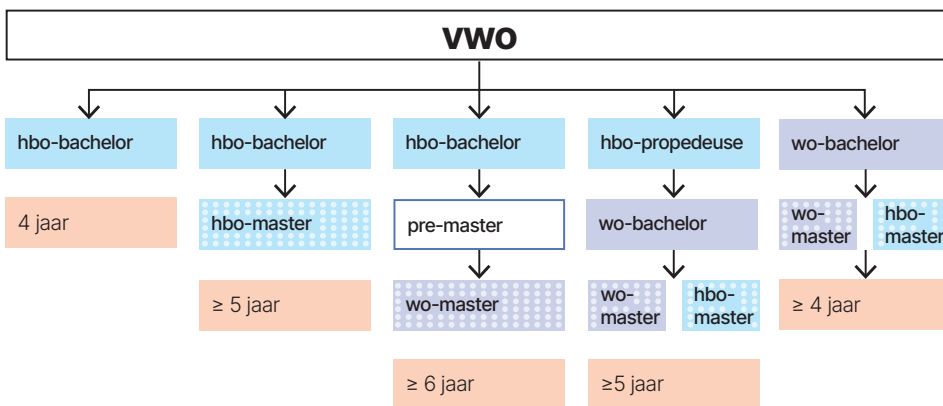 vwo
hbo-bachelor
hbo-bachelor
hbo-bachelor
hbo-propedeuse
wo-bachelor
4 jaar
hbo-master
pre-master
wo-bachelor
wo-
master
hbo-
master
≥ 5 jaar
wo-master
wo-
master
hbo-
master
≥ 4 jaar
≥ 6 jaar
≥5 jaar